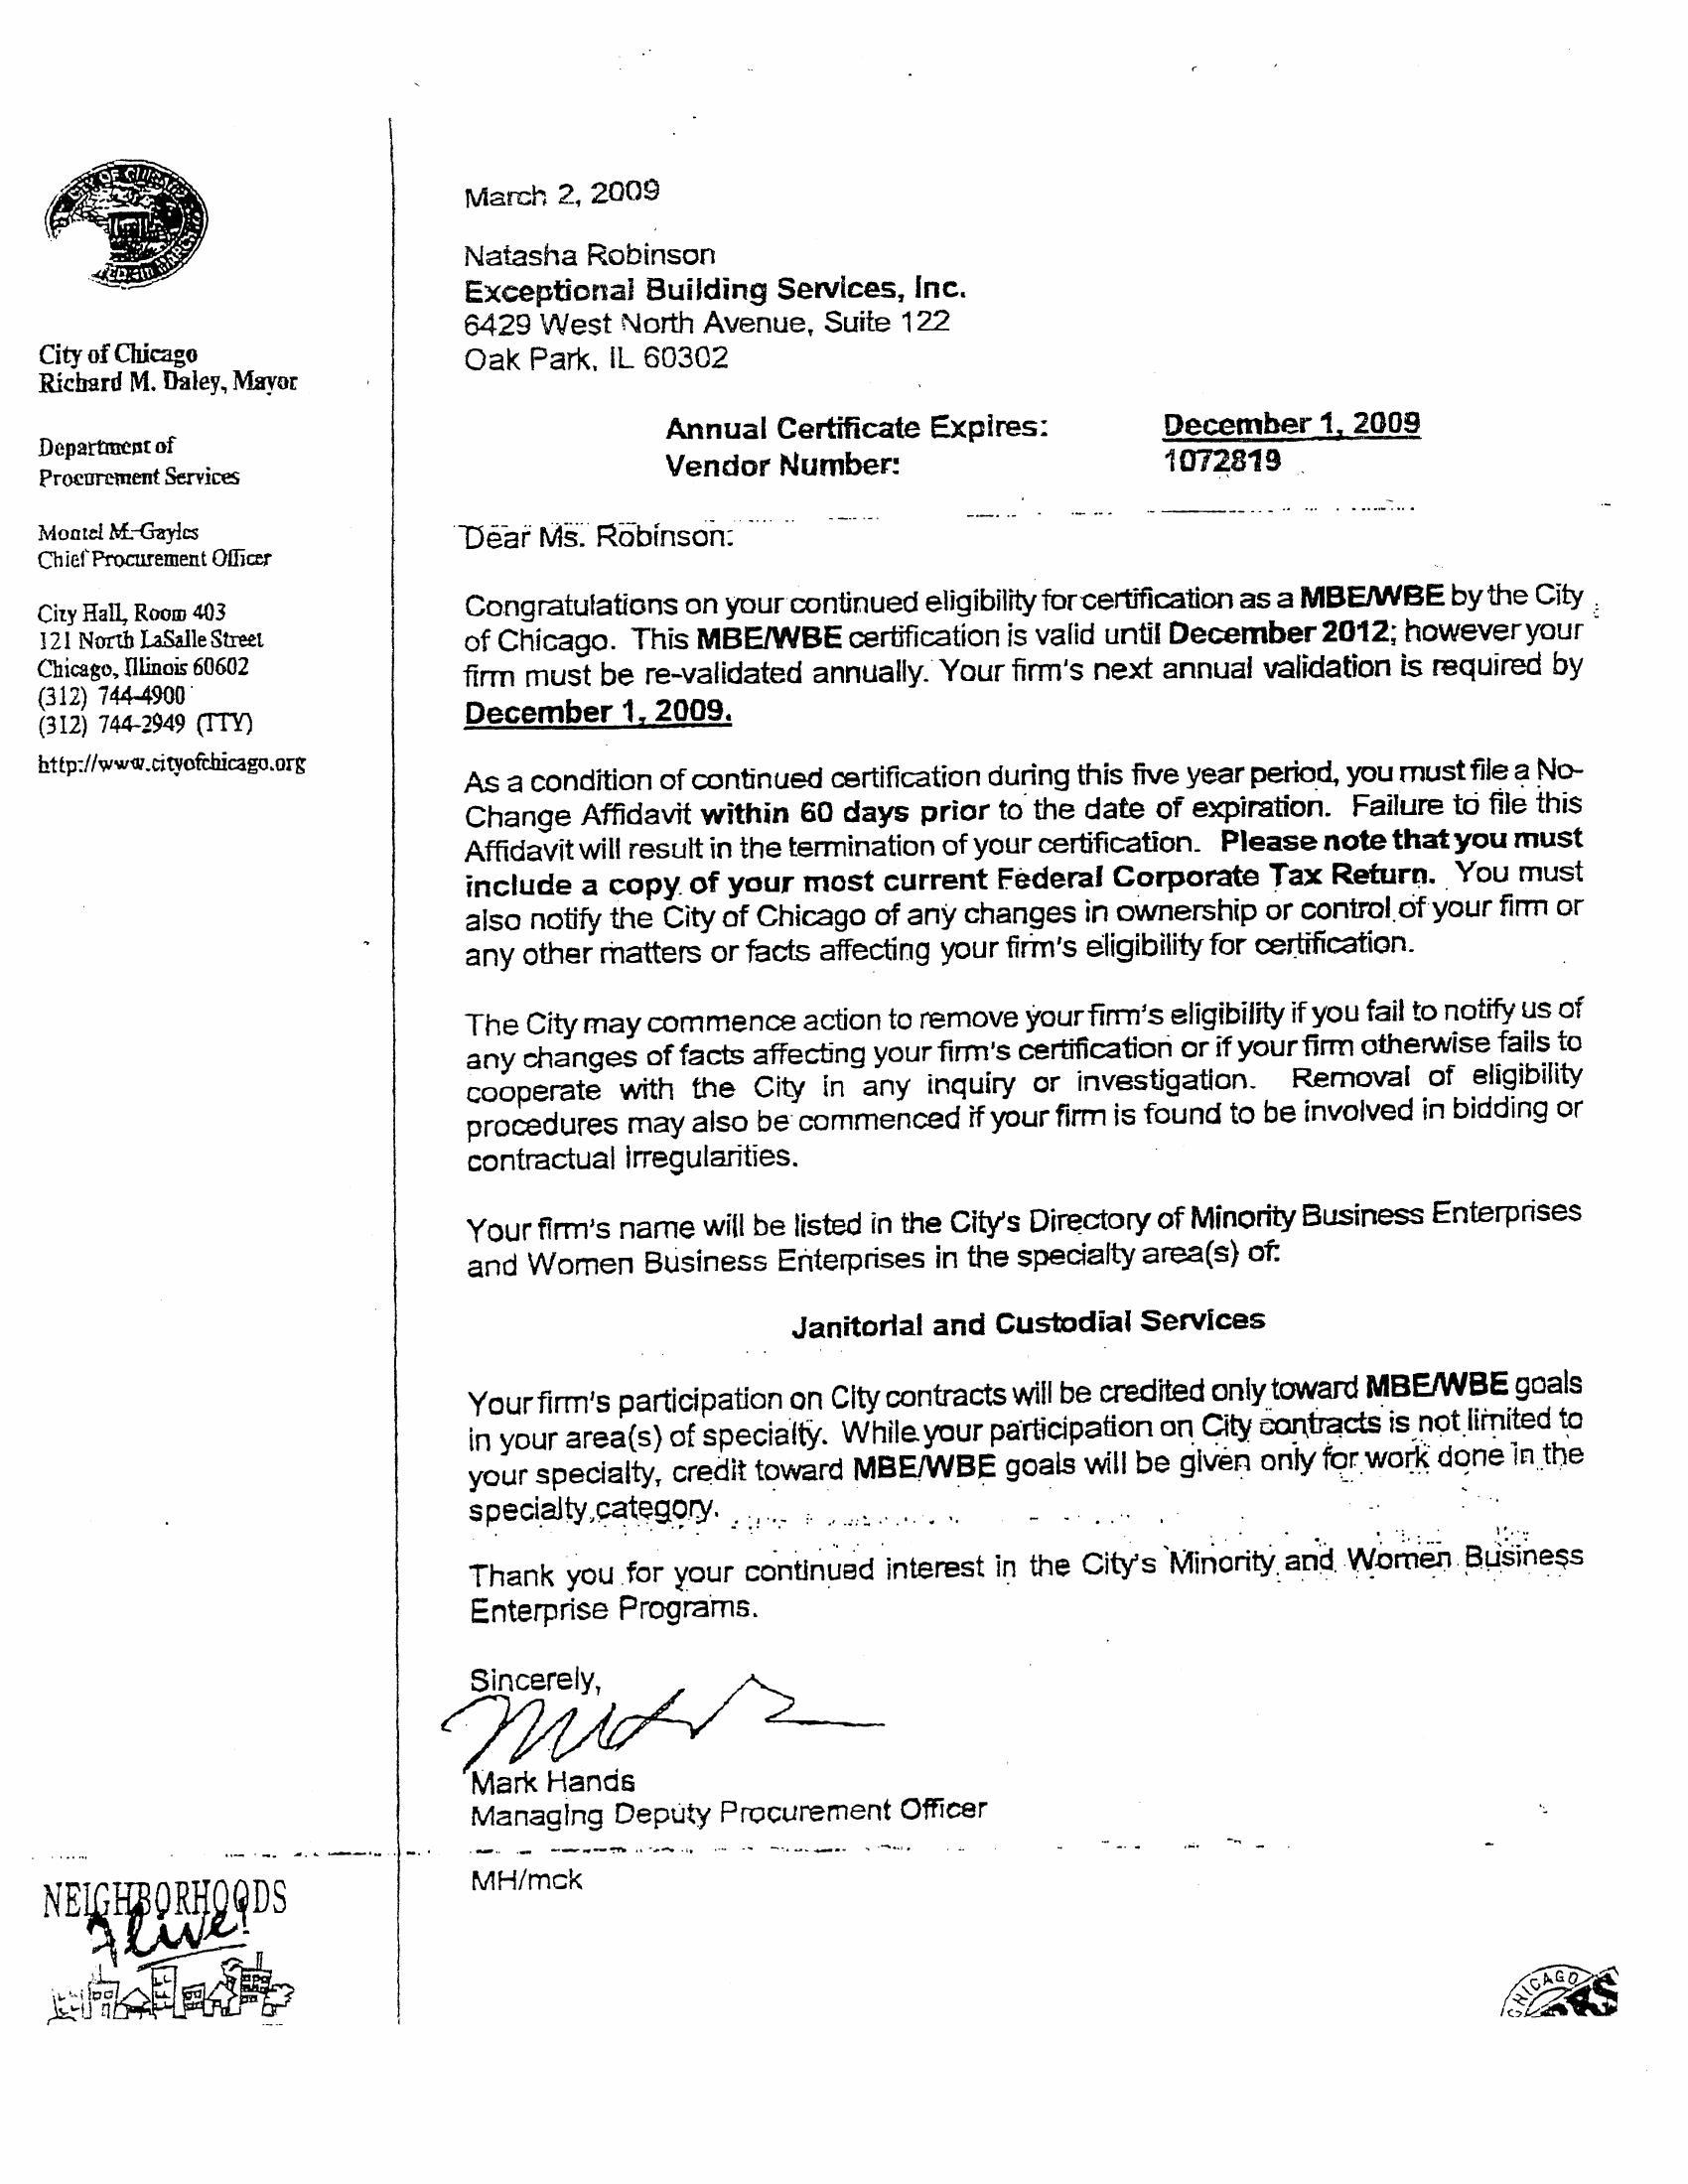 City of Chicago
Richard M. Daley, Mayor
Department of
Procurement Services
Montel M. Gayles
Chief Procurement Officer
City Hall, Room 403
121 North LaSalle Street
Chicago, Illinois 60602
(312) 744-4900
(312) 744-2949 (TTY)
http://www.cityofchicago.org
March 2, 2009
Natasha Robinson
Exceptional Building Services, Inc.
6429 West North Avenue, Suite 122
Oak Park, IL 60302
Annual Certificate Expires: December 1, 2009
Vendor Number: 1072819
Dear Ms. Robinson:
Congratulations on your continued eligibility for certification as a MBE/WBE by the City
of Chicago. This MBE/WBE certification is valid until December 2012; however your
firm must be re-validated annually. Your firm's next annual validation is required by
December 1, 2009.
As a condition of continued certification during this five year period, you must file a No-
Change Affidavit within 60 days prior to the date of expiration. Failure to file this
Affidavit will result in the termination of your certification. Please note that you must
include a copy of your most current Federal Corporate Tax Return. You must
also notify the City of Chicago of any changes in ownership or control of your firm or
any other matters or facts affecting your firm's eligibility for certification.
The City may commence action to remove your firm's eligibility if you fail to notify us of
any changes of facts affecting your firm's certification or if your firm otherwise fails to
cooperate with the City in any inquiry or investigation. Removal of eligibility
procedures may also be commenced if your firm is found to be involved in bidding or
contractual irregularities.
Your firm's name will be listed in the City's Directory of Minority Business Enterprises
and Women Business Enterprises in the specialty area(s) of:
Janitorial and Custodial Services
Your firm's participation on City contracts will be credited only toward MBE/WBE goals
in your area(s) of specialty. While your participation on City contracts is not limited to
your specialty, credit toward MBE/WBE goals will be given only for work done in the
specialty category.
Thank you for your continued interest in the City's Minority and Women Business
Enterprise Programs.
Sincerely,
Mark Hands
Managing Deputy Procurement Officer
MH/mck
NEIGHBORHOODS
Alive!
CHICAGO